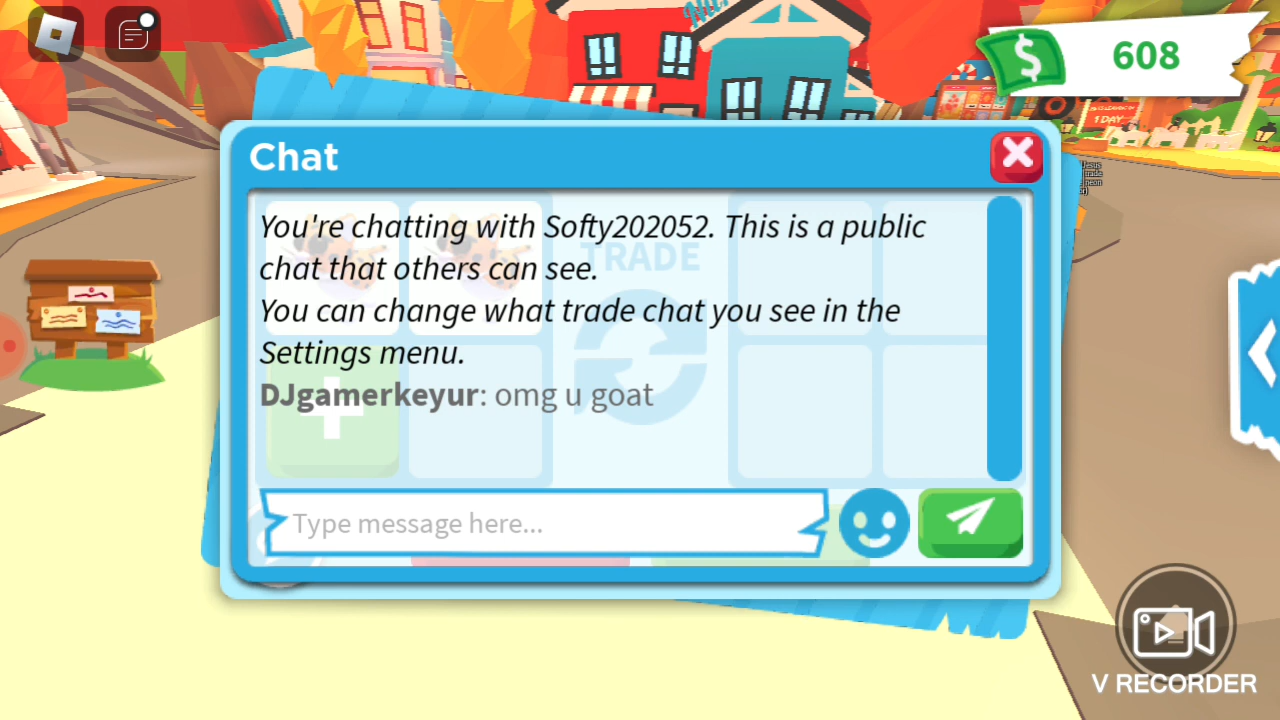 608
1 DAY
Chat
You're chatting with Softy202052. This is a public
chat that others can see.
TRADE
You can change what trade chat you see in the
Settings menu.
DJgamerkeyur: omg u goat
Type message here...
V RECORDER